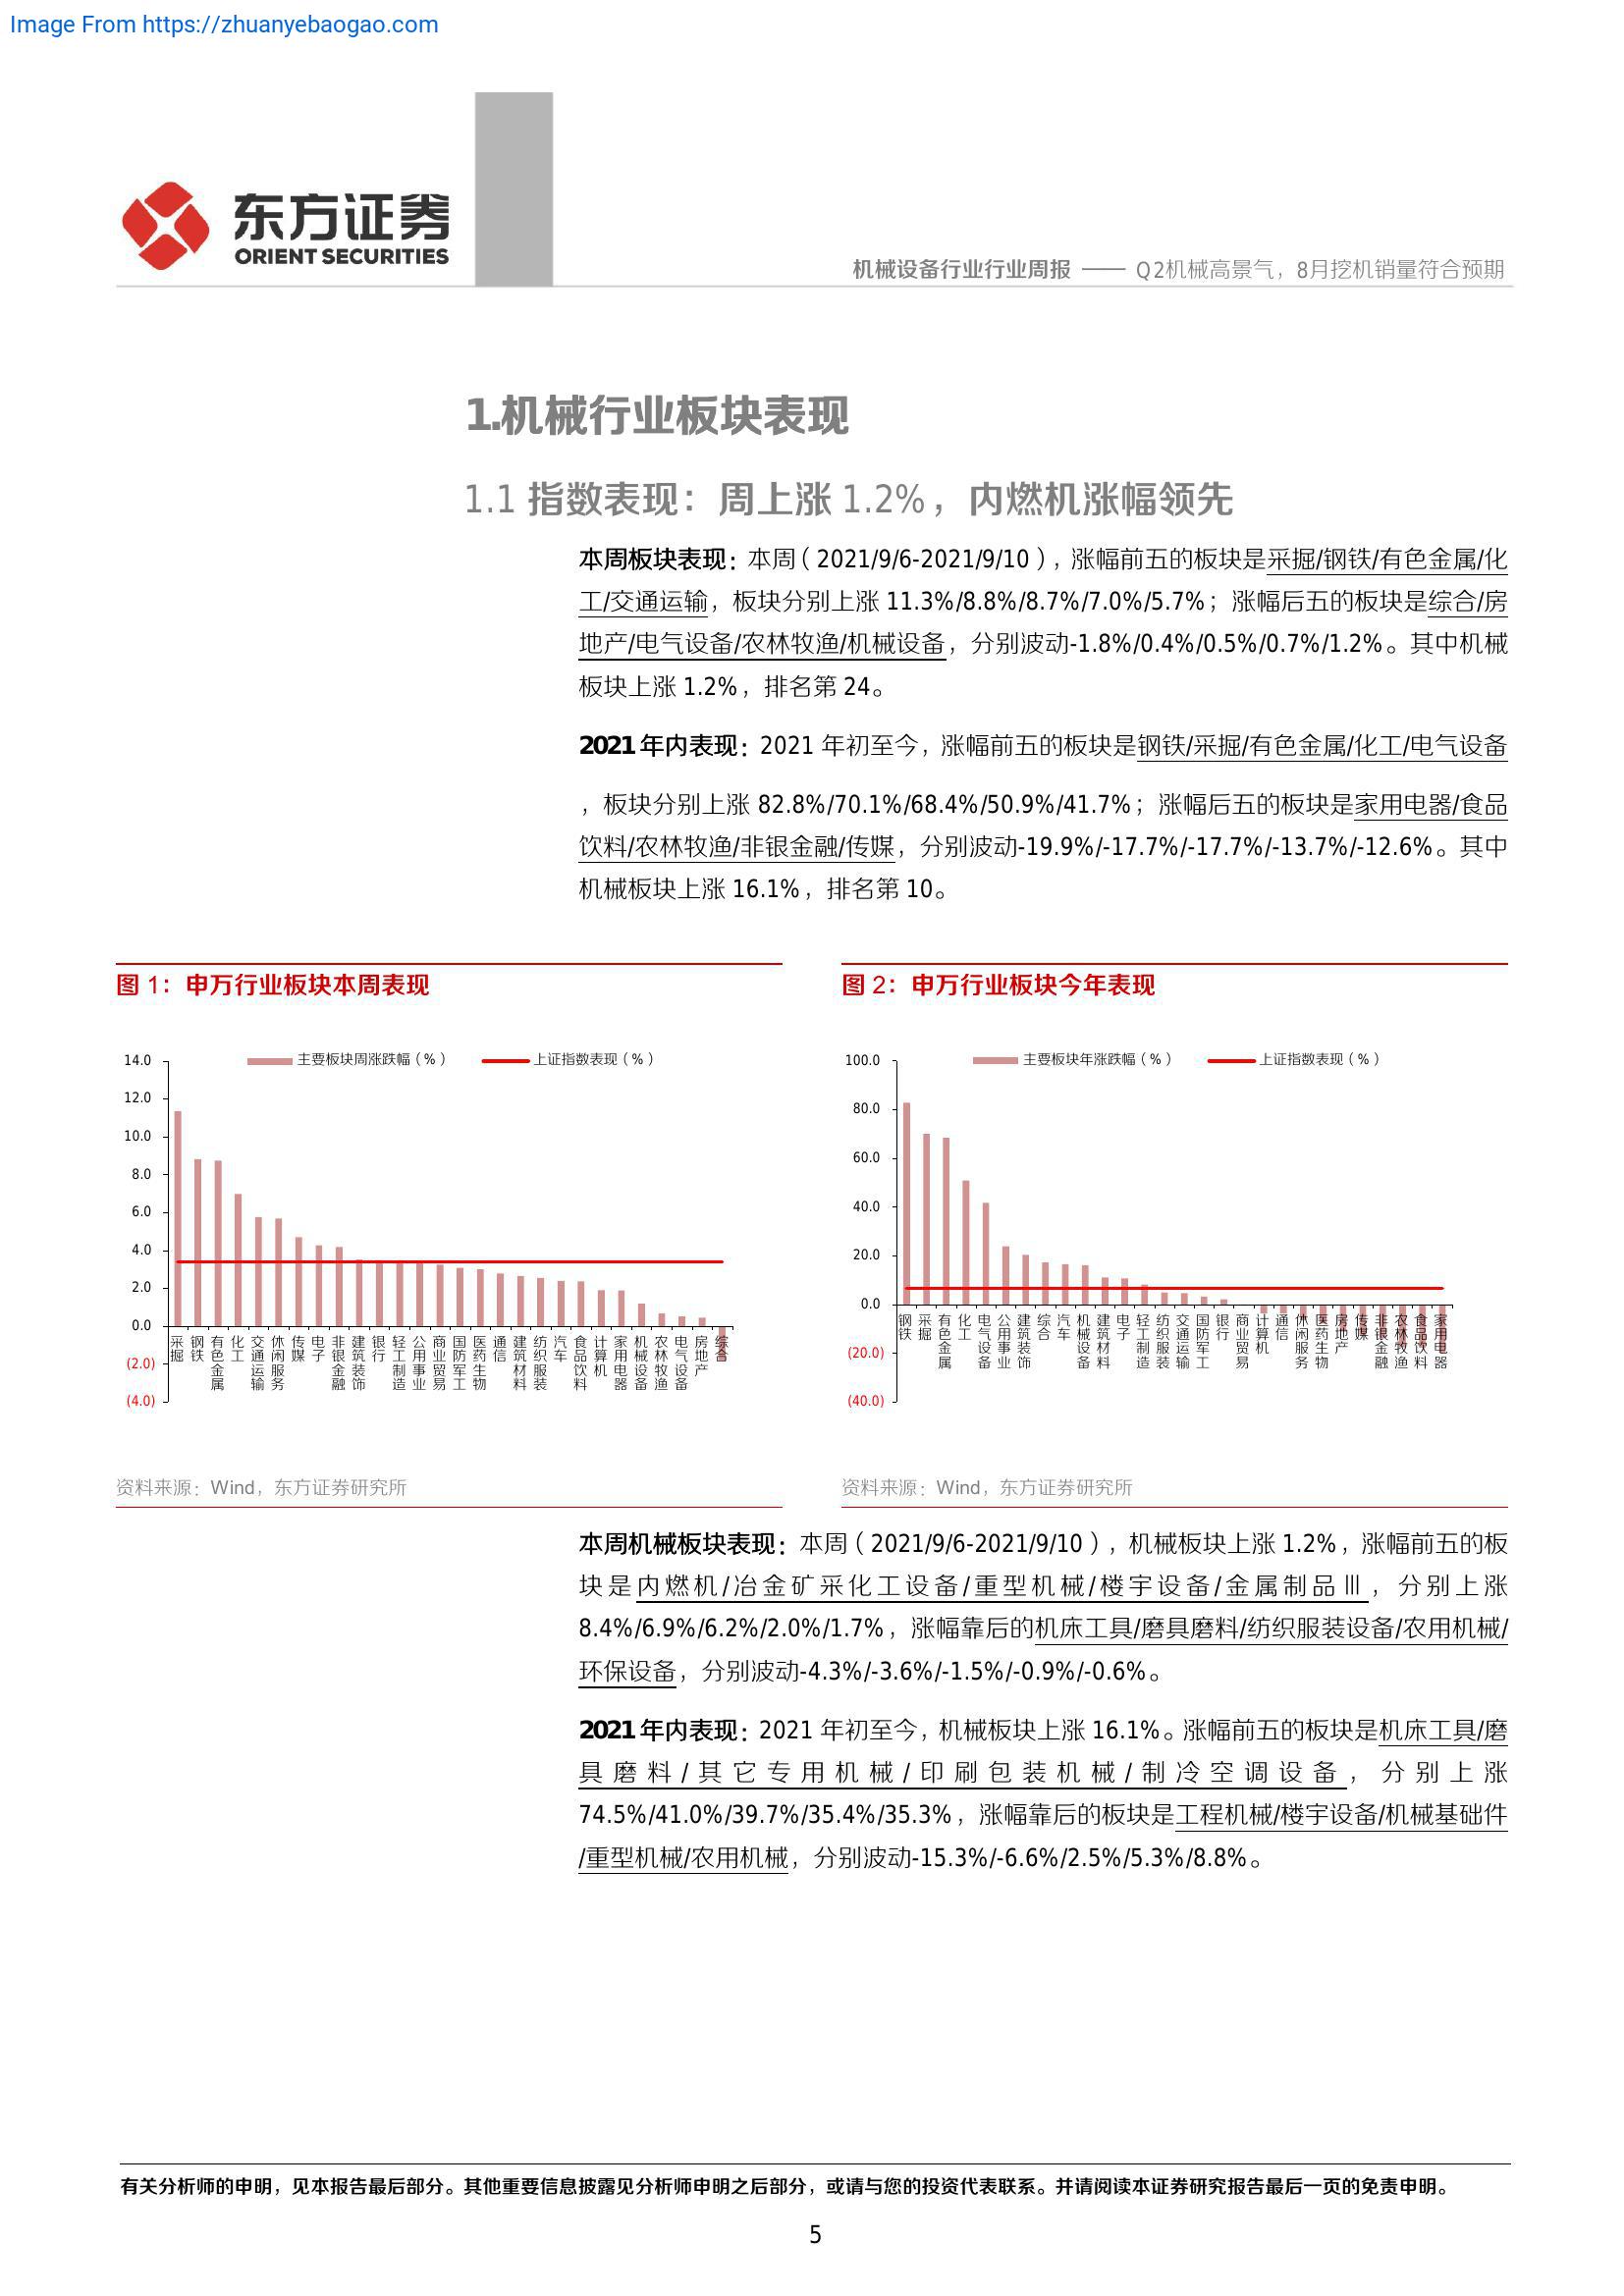 Image From https://zhuanyebaogao.com
东方证券
ORIENT SECURITIES
机械设备行业行业周报 —— Q2机械高景气，8月挖机销量符合预期
1.机械行业板块表现
1.1 指数表现：周上涨 1.2%，内燃机涨幅领先
本周板块表现：本周（2021/9/6-2021/9/10），涨幅前五的板块是采掘/钢铁/有色金属/化
工/交通运输，板块分别上涨 11.3%/8.8%/8.7%/7.0%/5.7%；涨幅后五的板块是综合/房
地产/电气设备/农林牧渔/机械设备，分别波动-1.8%/0.4%/0.5%/0.7%/1.2%。其中机械
板块上涨 1.2%，排名第 24。
2021 年内表现：2021 年初至今，涨幅前五的板块是钢铁/采掘/有色金属/化工/电气设备
，板块分别上涨 82.8%/70.1%/68.4%/50.9%/41.7%；涨幅后五的板块是家用电器/食品
饮料/农林牧渔/非银金融/传媒，分别波动-19.9%/-17.7%/-17.7%/-13.7%/-12.6%。其中
机械板块上涨 16.1%，排名第 10。
图 1：申万行业板块本周表现
主要板块周涨跌幅（%） 上证指数表现（%）
14.0
12.0
10.0
8.0
6.0
4.0
2.0
0.0
(2.0)
(4.0)
采掘 钢铁 有色金属 化工 交通运输 休闲服务 传媒 电子 非银金融 建筑装饰 银行 轻工制造 公用事业 商业贸易 国防军工 医药生物 通信 建筑材料 纺织服装 汽车 食品饮料 计算机 家用电器 机械设备 农林牧渔 电气设备 房地产 综合
资料来源：Wind，东方证券研究所
图 2：申万行业板块今年表现
主要板块年涨跌幅（%） 上证指数表现（%）
100.0
80.0
60.0
40.0
20.0
0.0
(20.0)
(40.0)
钢铁 采掘 有色金属 化工 电气设备 公用事业 建筑装饰 综合 汽车 机械设备 建筑材料 电子 轻工制造 纺织服装 交通运输 国防军工 银行 商业贸易 计算机 通信 休闲服务 医药生物 房地产 传媒 非银金融 农林牧渔 食品饮料 家用电器
资料来源：Wind，东方证券研究所
本周机械板块表现：本周（2021/9/6-2021/9/10），机械板块上涨 1.2%，涨幅前五的板
块是内燃机/冶金矿采化工设备/重型机械/楼宇设备/金属制品Ⅲ，分别上涨
8.4%/6.9%/6.2%/2.0%/1.7%，涨幅靠后的机床工具/磨具磨料/纺织服装设备/农用机械/
环保设备，分别波动-4.3%/-3.6%/-1.5%/-0.9%/-0.6%。
2021 年内表现：2021 年初至今，机械板块上涨 16.1%。涨幅前五的板块是机床工具/磨
具磨料/其它专用机械/印刷包装机械/制冷空调设备，分别上涨
74.5%/41.0%/39.7%/35.4%/35.3%，涨幅靠后的板块是工程机械/楼宇设备/机械基础件
/重型机械/农用机械，分别波动-15.3%/-6.6%/2.5%/5.3%/8.8%。
有关分析师的申明，见本报告最后部分。其他重要信息披露见分析师申明之后部分，或请与您的投资代表联系。并请阅读本证券研究报告最后一页的免责申明。
5